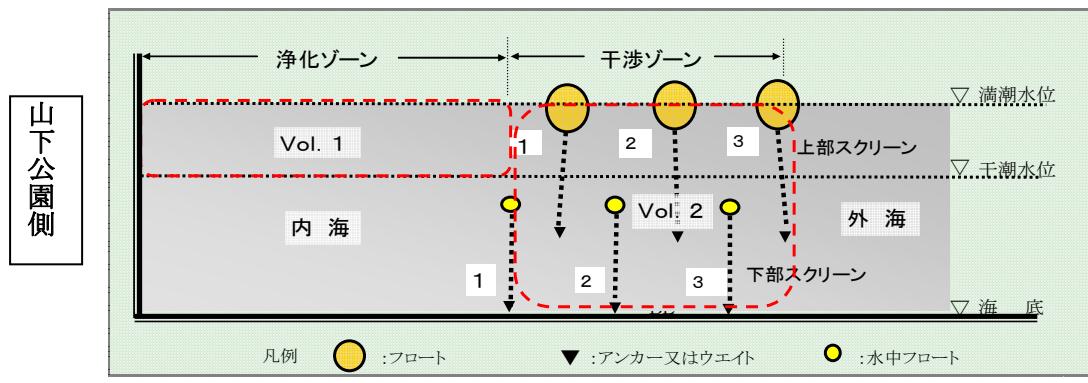 山下公園側
浄化ゾーン
干渉ゾーン
▽ 満潮水位
Vol. 1
1
2
3
上部スクリーン
▽ 干潮水位
内 海
Vol. 2
外 海
1
2
3
下部スクリーン
▽ 海 底
凡例 :フロート :アンカー又はウエイト :水中フロート